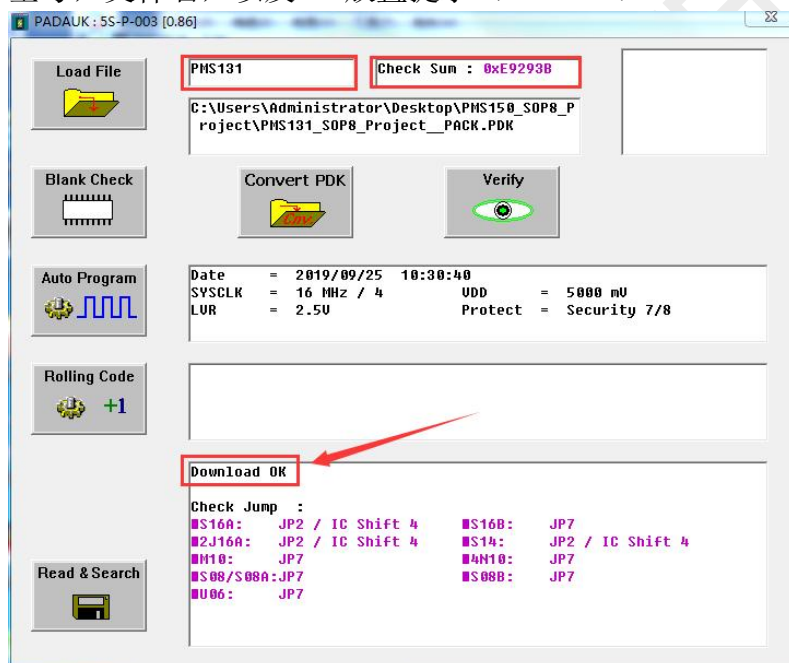 PADAUK : 5S-P-003 [0.86]
Load File
PMS131
Check Sum : 0xE9293B
C:\Users\Administrator\Desktop\PMS150_SOP8_P
roject\PMS131_SOP8_Project__PACK.PDK
Blank Check
Convert PDK
Cnv.
Verify
Auto Program
Date = 2019/09/25 10:30:40
SYSCLK = 16 MHz / 4 VDD = 5000 mV
LVR = 2.5V Protect = Security 7/8
Rolling Code
+1
Download OK
Check Jump :
■S16A: JP2 / IC Shift 4 ■S16B: JP7
■2J16A: JP2 / IC Shift 4 ■S14: JP2 / IC Shift 4
■M10: JP7 ■4N10: JP7
■S08/S08A:JP7 ■S08B: JP7
■U06: JP7
Read & Search